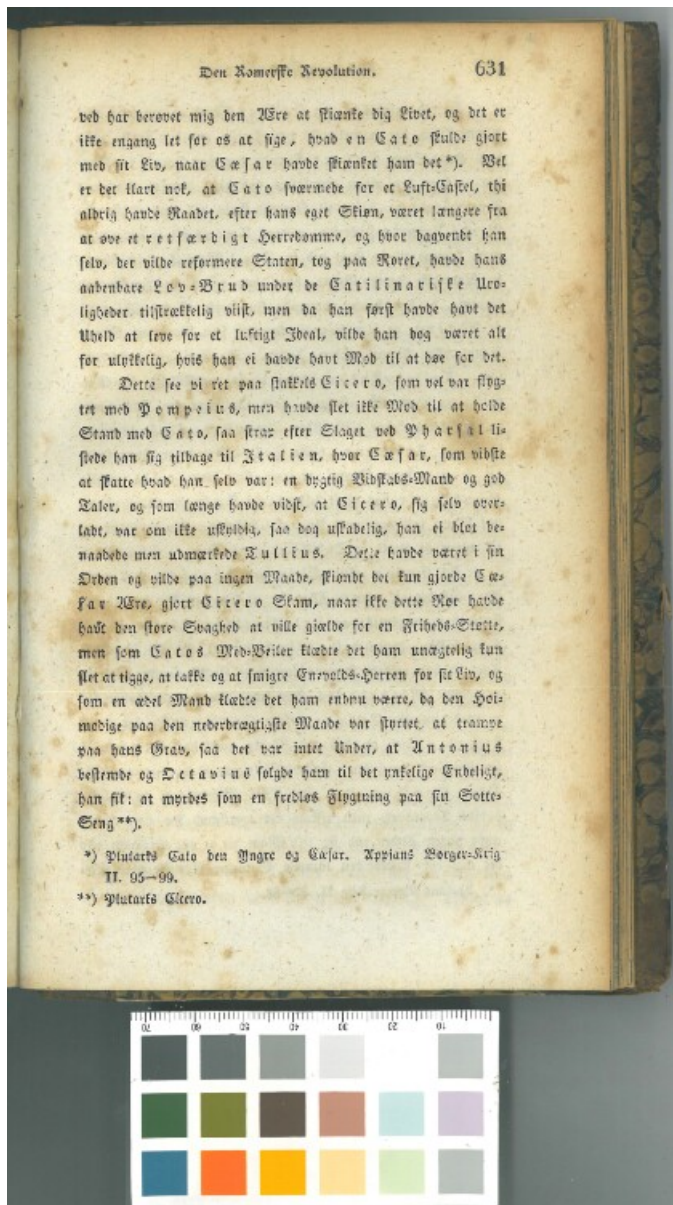 Den Romerske Revolution. 631
ved har berøvet mig den Ære at skiænke dig Livet, og det er
ikke engang let for os at sige, hvad en Cato skulde gjort
med sit Liv, naar Cæsar havde skiænket ham det*). Vel
er det klart nok, at Cato sværmede for et Luft-Castel, thi
aldrig havde Raadet, efter hans eget Skiøn, været længere fra
at øve et retfærdigt Herredømme, og hvor bagvendt han
selv, der vilde reformere Staten, tog paa Roret, havde hans
aabenbare Lov-Brud under de Catilinariske Uro-
ligheder tilstrækkelig viist, men da han først havde havt det
Uheld at leve for et luftigt Ideal, vilde han dog været alt
for ulykkelig, hvis han ei havde havt Mod til at døe for det.
Dette see vi ret paa stakkels Cicero, som vel var flyg-
tet med Pompeius, men havde slet ikke Mod til at holde
Stand med Cato, saa strax efter Slaget ved Pharsal li-
stede han sig tilbage til Italien, hvor Cæsar, som vidste
at skatte hvad han selv var: en dygtig Vidskabs-Mand og god
Taler, og som længe havde vidst, at Cicero, sig selv over-
ladt, var om ikke uskyldig, saa dog uskadelig, han ei blot be-
naadede men udmærkede Tullius. Dette havde været i sin
Orden og vilde paa ingen Maade, skiøndt det kun gjorde Cæ-
sar Ære, gjort Cicero Skam, naar ikke dette Rør havde
havt den store Svaghed at ville giælde for en Friheds-Støtte,
men som Catos Med-Beiler klædte det ham unægtelig kun
slet at tigge, at takke og at smigre Enevolds-Herren for sit Liv, og
som en ædel Mand klædte det ham endnu værre, da den Høi-
modige paa den nederdrægtigste Maade var styrtet, at trampe
paa hans Grav, saa det var intet Under, at Antonius
bestemde og Octavius følgde ham til det ynkelige Endeligt,
han fik: at myrdes som en fredløs Flygtning paa sin Sotte-
Seng**).
*) Plutarks Cato den Yngre og Cæsar. Appians Borger-Krig
II. 95—99.
**) Plutarks Cicero.
70 60 50 40 30 20 10